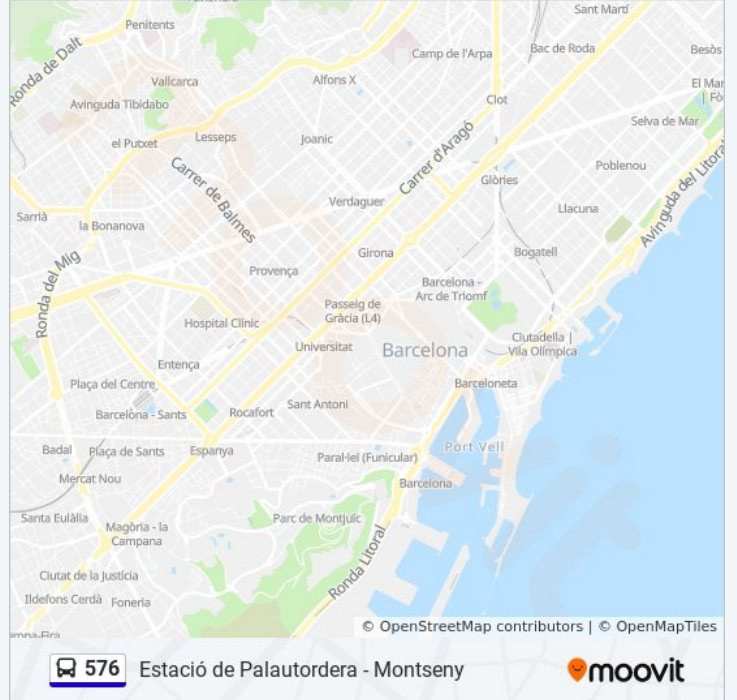 Sant Martí
Penitents
Ronda de Dalt
Camp de l'Arpa
Bac de Roda
Besòs
Vallcarca
Alfons X
El Mar
| Fò
Avinguda Tibidabo
Clot
Selva de Mar
el Putxet
Lesseps
Joanic
Carrer d'Aragó
Poblenou
Carrer de Balmes
Glòries
Avinguda del Litoral
Verdaguer
Llacuna
Sarrià
la Bonanova
Girona
Bogatell
Ronda del Mig
Provença
Barcelona -
Arc de Triomf
Passeig de
Gràcia (L4)
Hospital Clínic
Universitat
Barcelona
Ciutadella |
Vila Olímpica
Entença
Plaça del Centre
Barceloneta
Barcelona - Sants
Rocafort
Sant Antoni
Badal
Plaça de Sants
Espanya
Paral·lel (Funicular)
Port Vell
Mercat Nou
Barcelona
Santa Eulàlia
Magòria - la
Campana
Parc de Montjuïc
Ronda Litoral
Ciutat de la Justícia
Ildefons Cerdà
Foneria
© OpenStreetMap contributors | © OpenMapTiles
576 Estació de Palautordera - Montseny
moovit